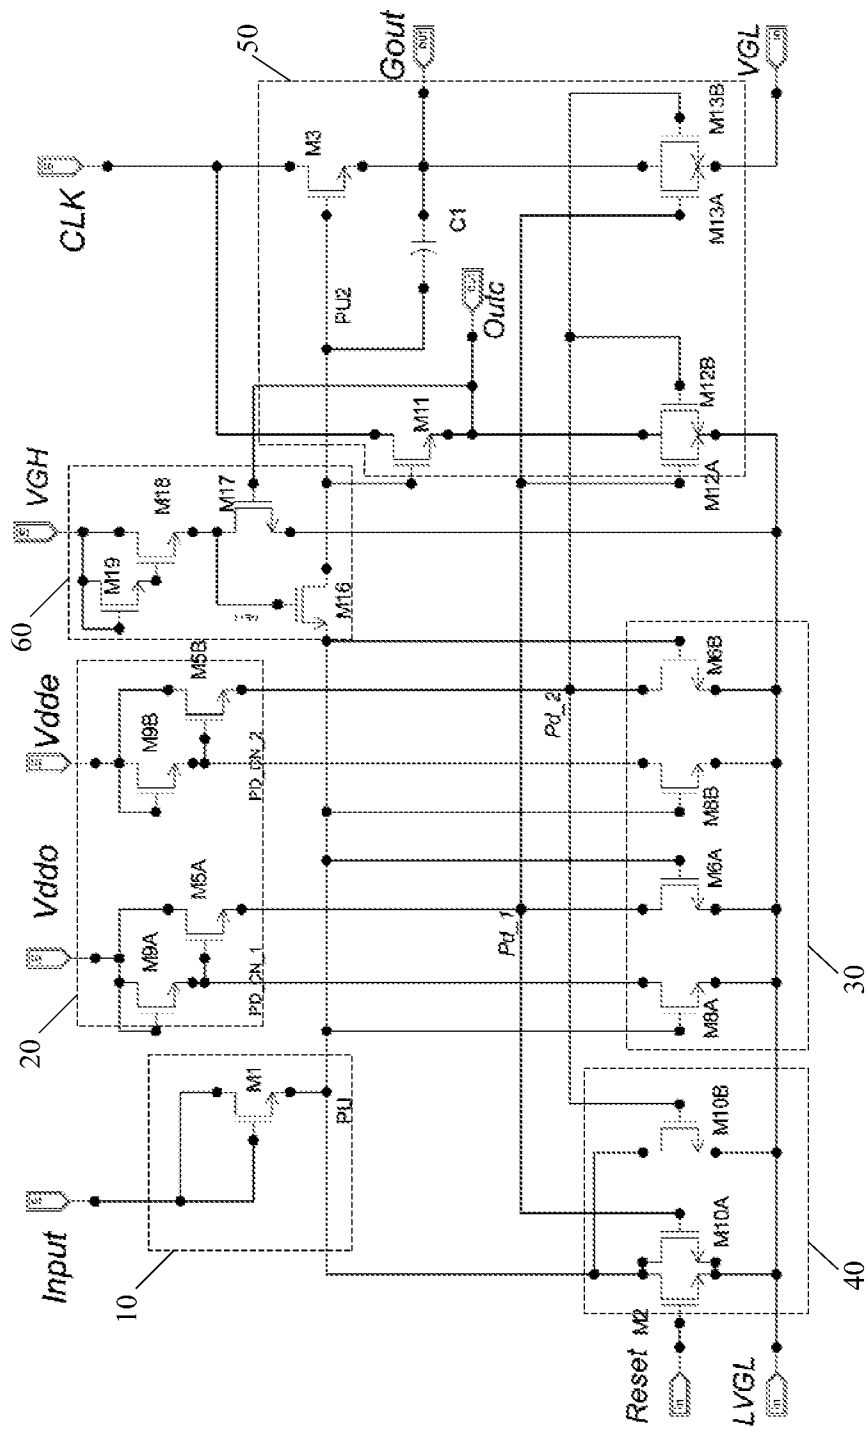 Input
Vddo
Vdde
VGH
CLK
10
20
60
50
M1
PU
M9A
M5A
PD_CN_1
M9B
M5B
PD_CN_2
M19
M18
M17
M16
M11
M3
PU2
C1
Gout
Outc
VGL
Pd_1
Pd_2
M2
M10A
M10B
M8A
M6A
M8B
M6B
M12A
M12B
M13A
M13B
Reset
LVGL
40
30